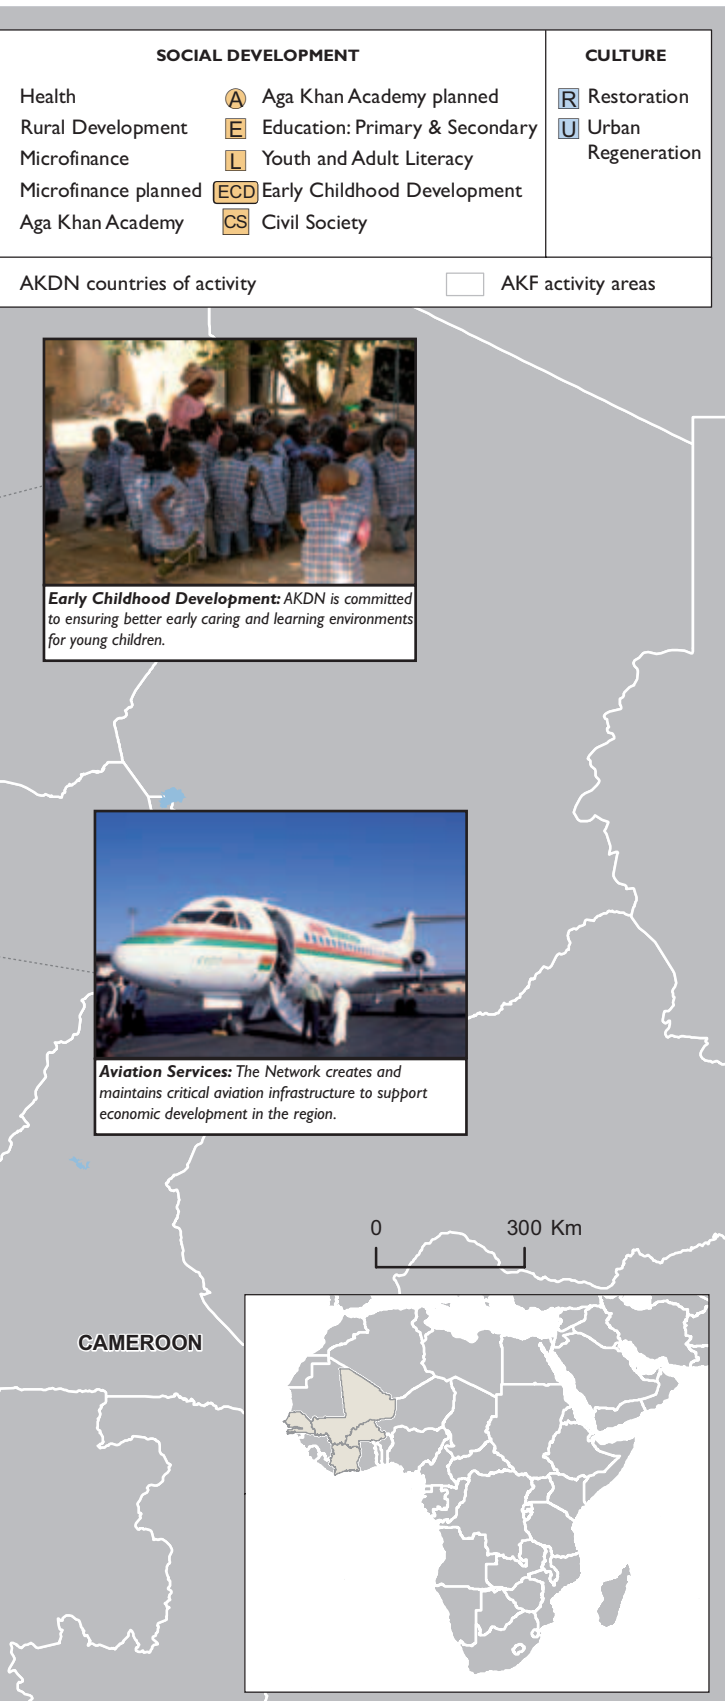 SOCIAL DEVELOPMENT
Health
Rural Development
Microfinance
Microfinance planned
Aga Khan Academy
A Aga Khan Academy planned
E Education: Primary & Secondary
L Youth and Adult Literacy
ECD Early Childhood Development
CS Civil Society
CULTURE
R Restoration
U Urban
Regeneration
AKDN countries of activity
AKF activity areas
Early Childhood Development: AKDN is committed
to ensuring better early caring and learning environments
for young children.
Aviation Services: The Network creates and
maintains critical aviation infrastructure to support
economic development in the region.
0 300 Km
CAMEROON